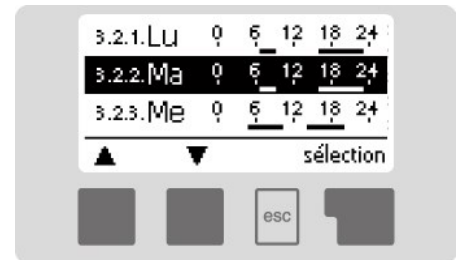 3.2.1.Lu 0 6 12 18 24
3.2.2.Ma 0 6 12 18 24
3.2.3.Me 0 6 12 18 24
▲ ▼ sélection
esc